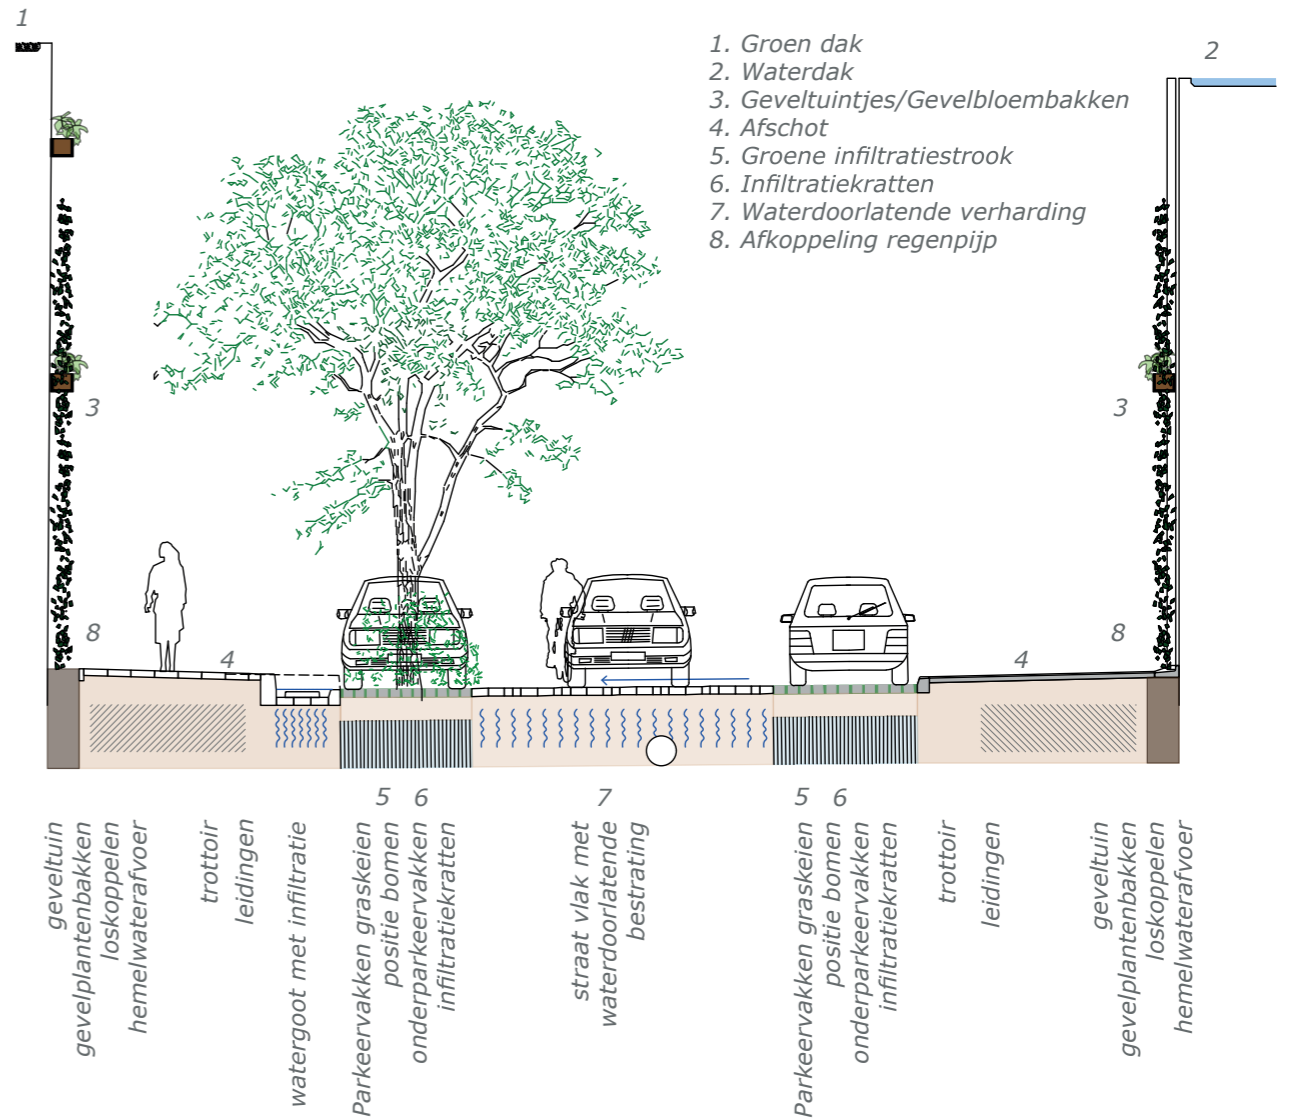 1
1. Groen dak
2. Waterdak
3. Geveltuintjes/Gevelbloembakken
4. Afschot
5. Groene infiltratiestrook
6. Infiltratiekratten
7. Waterdoorlatende verharding
8. Afkoppeling regenpijp
2
3
3
8
4
8
4
5 6
7
5 6
geveltuin
gevelplantenbakken
loskoppelen
hemelwaterafvoer
trottoir
leidingen
watergoot met infiltratie
Parkeervakken graskeien
positie bomen
onderparkeervakken
infiltratiekratten
straat vlak met
waterdoorlatende
bestrating
Parkeervakken graskeien
positie bomen
onderparkeervakken
infiltratiekratten
trottoir
leidingen
geveltuin
gevelplantenbakken
loskoppelen
hemelwaterafvoer